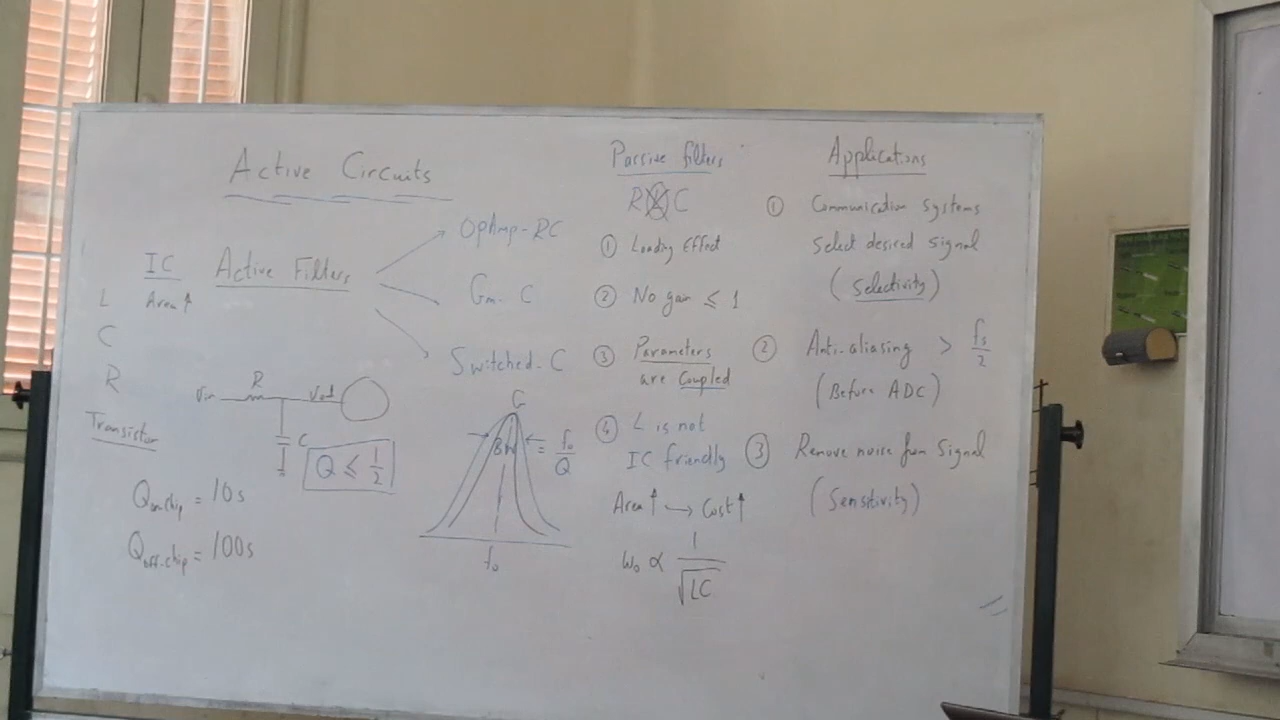 Active Circuits
IC Active Filters
Area ↑
L
C
R
Transistor
OpAmp-RC
Gm-C
Switched-C
Vin R Vout
C
Q ≤ 1/2
Q on-chip = 10s
Q off-chip = 100s
G
BW = f₀/Q
f₀
Passive filters
RLC
① Loading Effect
② No gain ≤ 1
③ Parameters
are Coupled
④ L is not
IC friendly
Area ↑ → Cost ↑
ω₀ ∝ 1/√LC
Applications
① Communication Systems
Select desired signal
(Selectivity)
② Anti-aliasing > fs/2
(Before ADC)
③ Remove noise from Signal
(Sensitivity)